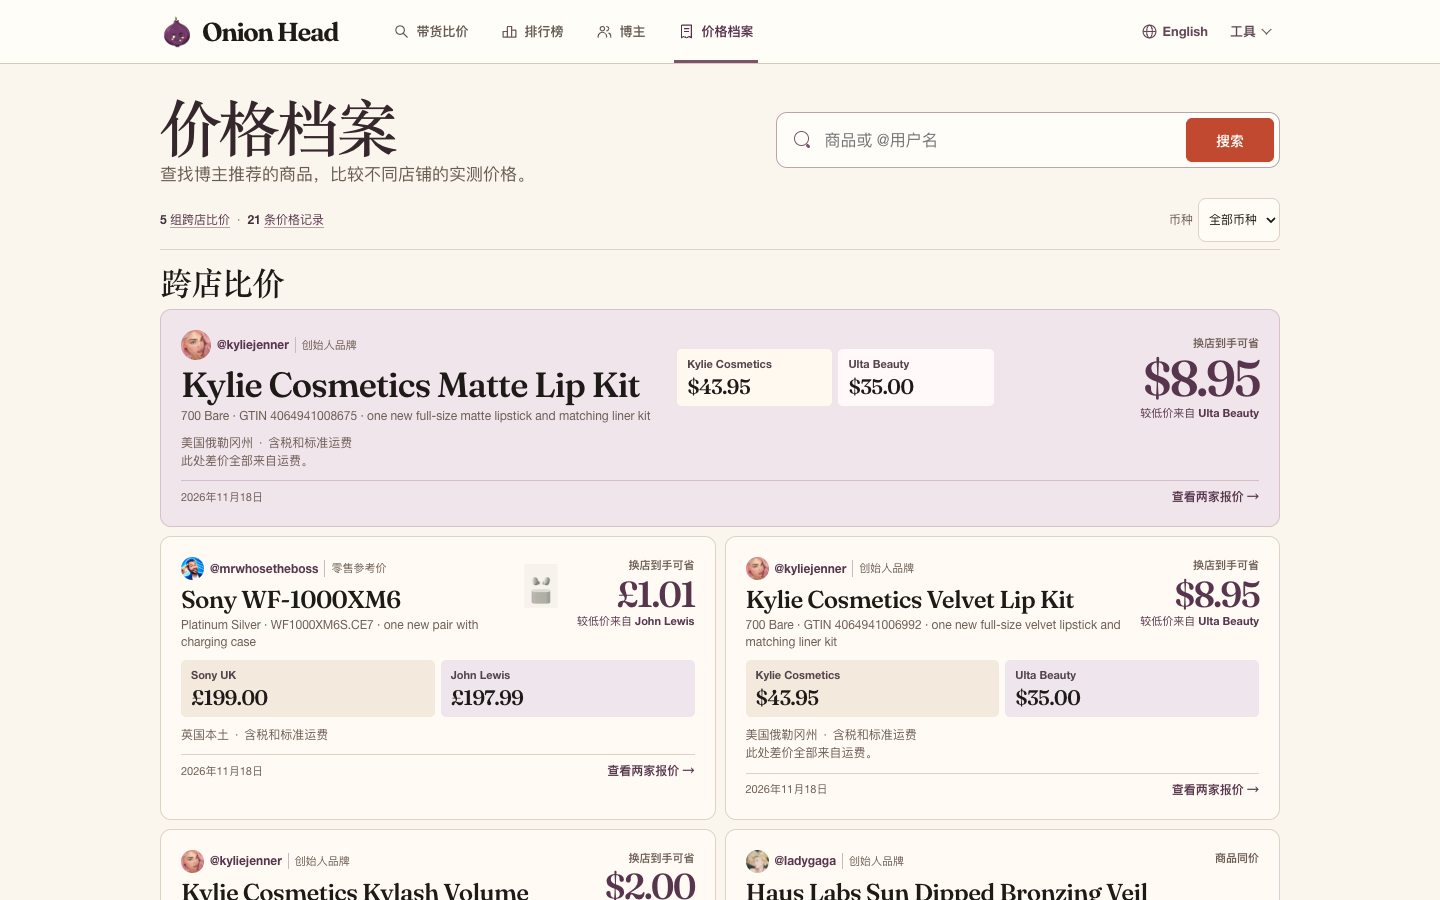 Onion Head
带货比价
排行榜
博主
价格档案
English
工具
价格档案
查找博主推荐的商品，比较不同店铺的实测价格。
商品或 @用户名
搜索
5 组跨店比价 · 21 条价格记录
币种
全部币种
跨店比价
@kyliejenner
创始人品牌
Kylie Cosmetics Matte Lip Kit
700 Bare · GTIN 4064941008675 · one new full-size matte lipstick and matching liner kit
Kylie Cosmetics
$43.95
Ulta Beauty
$35.00
换店到手可省
$8.95
较低价来自 Ulta Beauty
美国俄勒冈州 · 含税和标准运费
此处差价全部来自运费。
2026年11月18日
查看两家报价 →
@mrwhosetheboss
零售参考价
Sony WF-1000XM6
Platinum Silver · WF1000XM6S.CE7 · one new pair with
charging case
换店到手可省
£1.01
较低价来自 John Lewis
Sony UK
£199.00
John Lewis
£197.99
英国本土 · 含税和标准运费
2026年11月18日
查看两家报价 →
@kyliejenner
创始人品牌
Kylie Cosmetics Velvet Lip Kit
700 Bare · GTIN 4064941006992 · one new full-size velvet lipstick and
matching liner kit
换店到手可省
$8.95
较低价来自 Ulta Beauty
Kylie Cosmetics
$43.95
Ulta Beauty
$35.00
美国俄勒冈州 · 含税和标准运费
此处差价全部来自运费。
2026年11月18日
查看两家报价 →
@kyliejenner
创始人品牌
Kylie Cosmetics Kylash Volume
换店到手可省
$2.00
@ladygaga
创始人品牌
Haus Labs Sun Dipped Bronzing Veil
商品同价